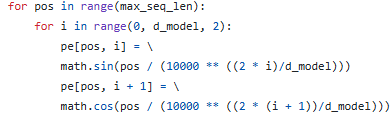 for pos in range(max_seq_len):
    for i in range(0, d_model, 2):
        pe[pos, i] = \
        math.sin(pos / (10000 ** ((2 * i)/d_model)))
        pe[pos, i + 1] = \
        math.cos(pos / (10000 ** ((2 * (i + 1))/d_model)))